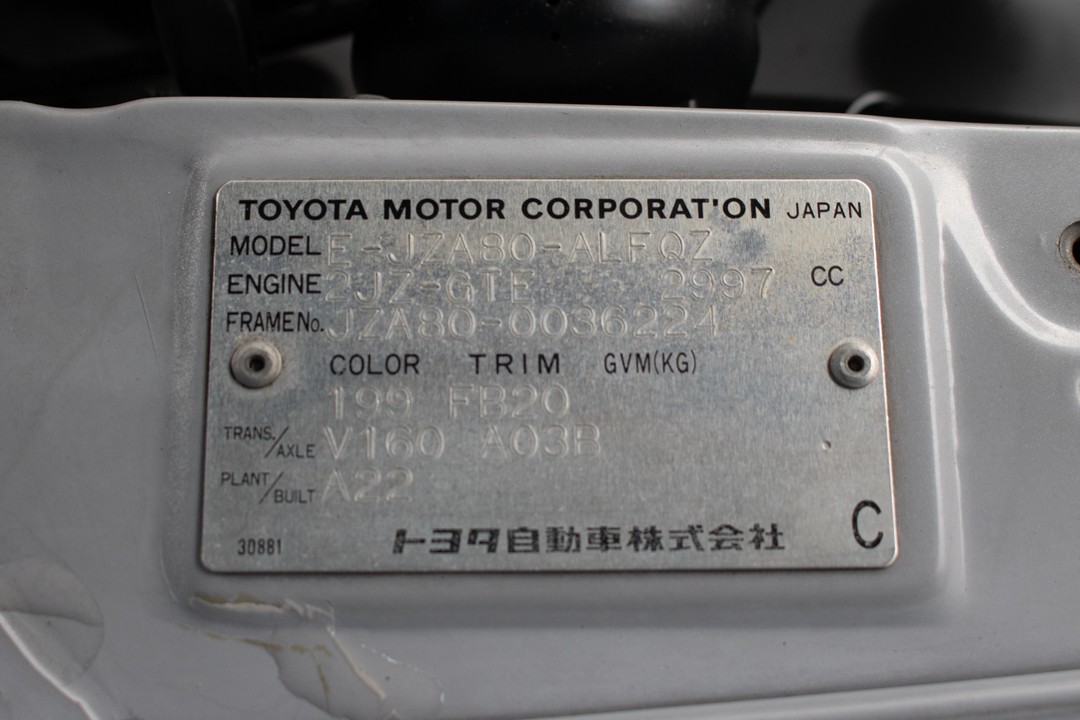 TOYOTA MOTOR CORPORAT'ON JAPAN
MODEL E-JZA80-ALFQZ
ENGINE 2JZ-GTE 2997 CC
FRAME No. JZA80-0036224
COLOR TRIM GVM(KG)
199 FB20
TRANS./AXLE V160 A03B
PLANT/BUILT A22
30881 トヨタ自動車株式会社 C